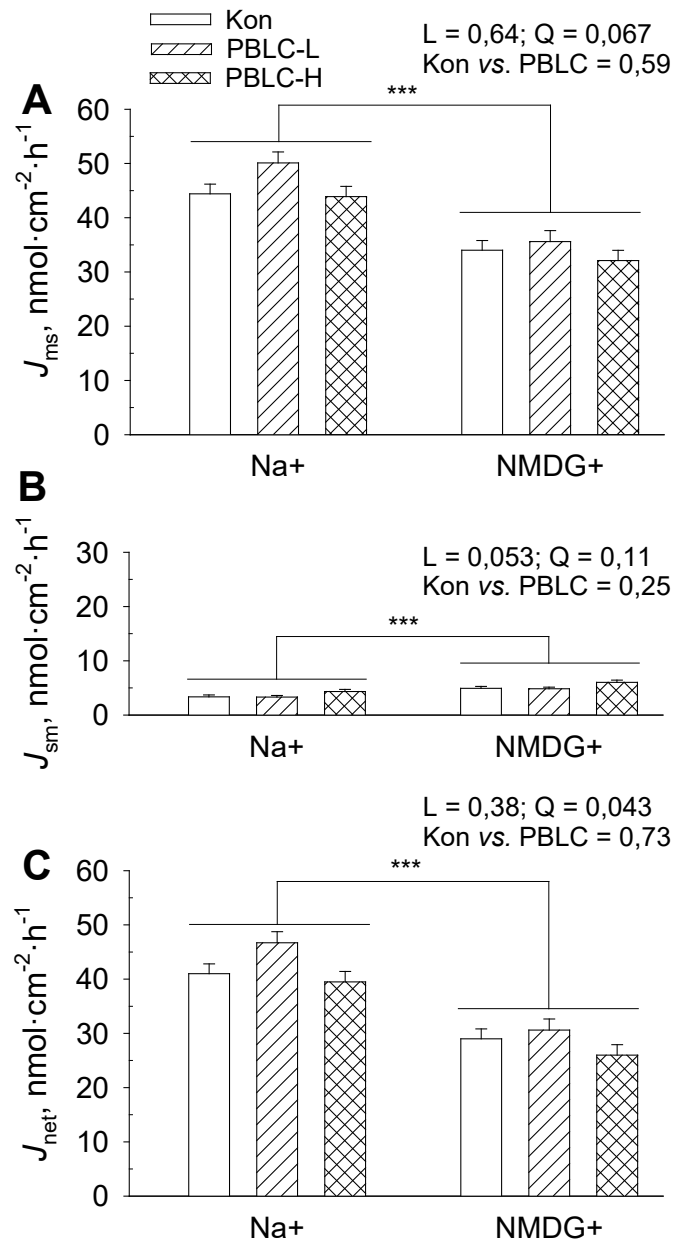 Kon
PBLC-L
PBLC-H
L = 0,64; Q = 0,067
Kon vs. PBLC = 0,59
A
***
60
50
40
30
20
10
0
Jms, nmol·cm-2·h-1
Na+ NMDG+
B
L = 0,053; Q = 0,11
Kon vs. PBLC = 0,25
***
30
20
10
0
Jsm, nmol·cm-2·h-1
Na+ NMDG+
L = 0,38; Q = 0,043
Kon vs. PBLC = 0,73
C
***
60
50
40
30
20
10
0
Jnet, nmol·cm-2·h-1
Na+ NMDG+